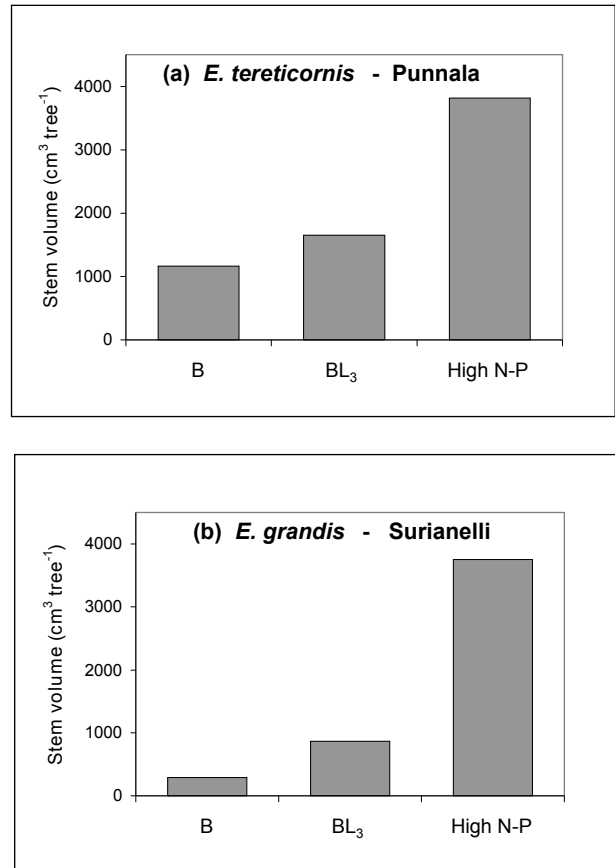 (a) E. tereticornis - Punnala
Stem volume (cm³ tree⁻¹)
4000
3000
2000
1000
0
B BL₃ High N-P
(b) E. grandis - Surianelli
Stem volume (cm³ tree⁻¹)
4000
3000
2000
1000
0
B BL₃ High N-P